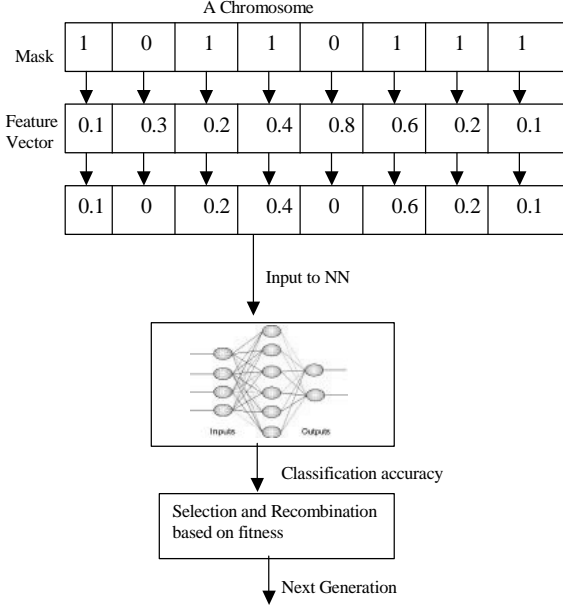 A Chromosome
Mask 1 0 1 1 0 1 1 1
Feature Vector 0.1 0.3 0.2 0.4 0.8 0.6 0.2 0.1
0.1 0 0.2 0.4 0 0.6 0.2 0.1
Input to NN
Inputs Outputs
Classification accuracy
Selection and Recombination
based on fitness
Next Generation